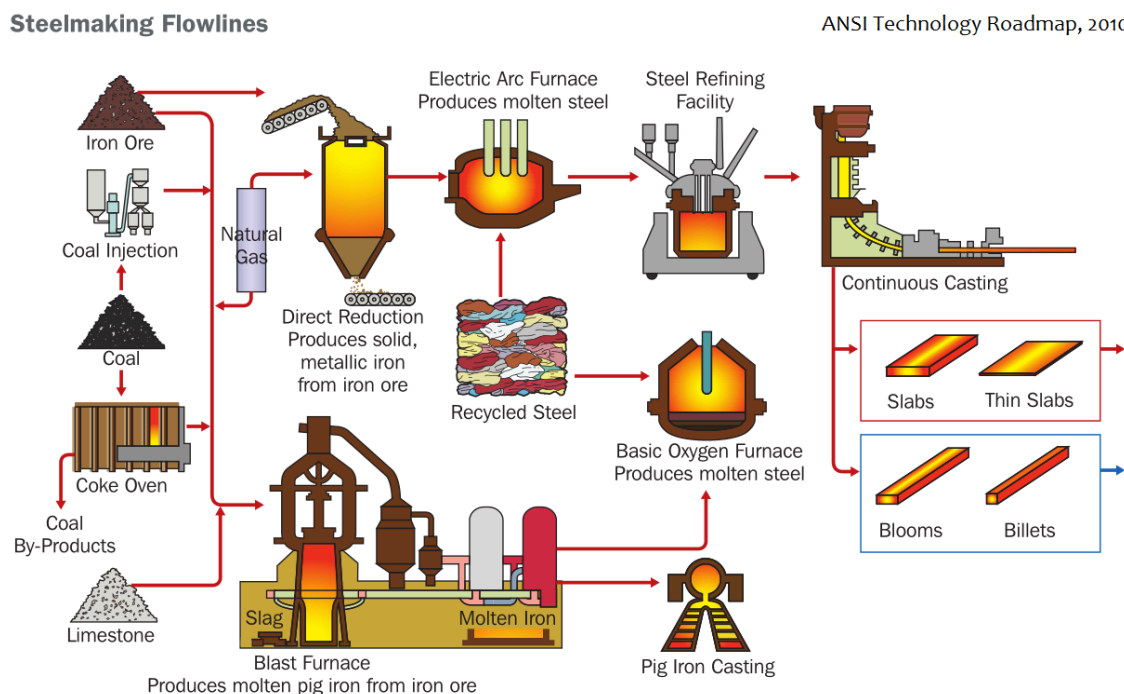 Steelmaking Flowlines
ANSI Technology Roadmap, 2010
Iron Ore
Electric Arc Furnace
Produces molten steel
Steel Refining
Facility
Coal Injection
Natural
Gas
Continuous Casting
Direct Reduction
Produces solid,
metallic iron
from iron ore
Coal
Recycled Steel
Slabs
Thin Slabs
Basic Oxygen Furnace
Produces molten steel
Coke Oven
Coal
By-Products
Blooms
Billets
Limestone
Slag
Molten Iron
Blast Furnace
Produces molten pig iron from iron ore
Pig Iron Casting